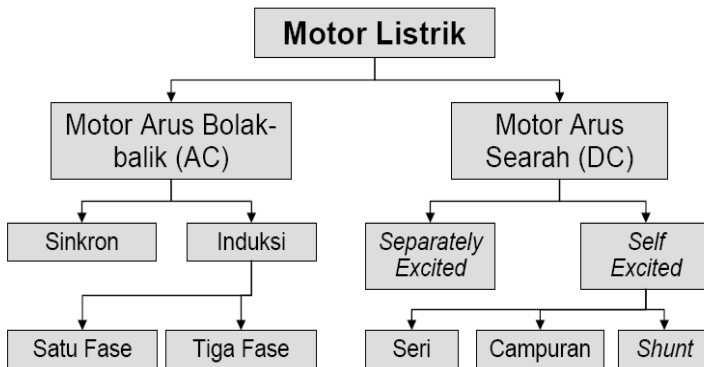 Motor Listrik
Motor Arus Bolak-
balik (AC)
Motor Arus
Searah (DC)
Sinkron
Induksi
Separately
Excited
Self
Excited
Satu Fase
Tiga Fase
Seri
Campuran
Shunt